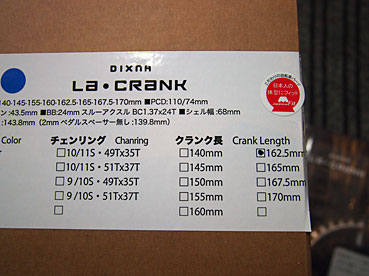 DIXNA
La・CRANK
140-145-155-160-162.5-165-167.5-170mm ■PCD:110/74mm
ン:43.5mm ■BB:24mm スルーアクスル BC1.37x24T ■シェル幅:68mm
:143.8mm (2mm ペダルスペーサー無し:139.8mm)
日本人の
体型にフィット
Color チェンリング Chanring クランク長 Crank Length
10/11S・49Tx35T 140mm 162.5mm
10/11S・51Tx37T 145mm 165mm
9/10S・49Tx35T 150mm 167.5mm
9/10S・51Tx37T 155mm 170mm
160mm